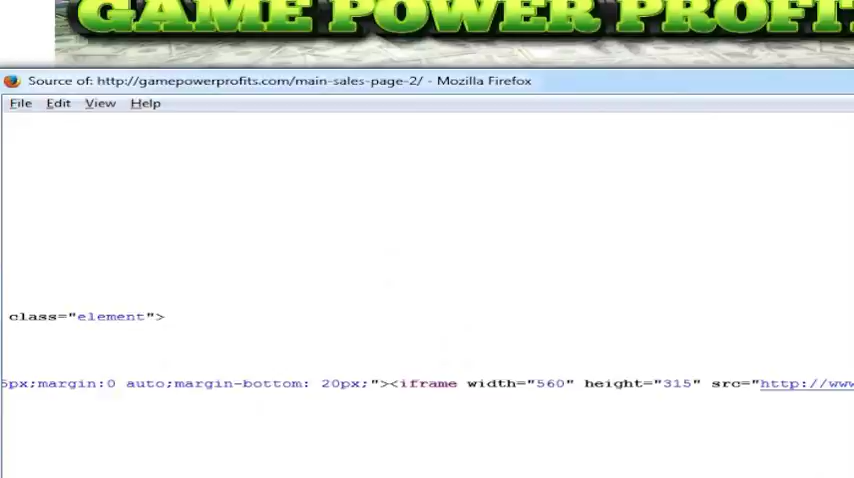 GAME POWER PROFIT
Source of: http://gamepowerprofits.com/main-sales-page-2/ - Mozilla Firefox
File Edit View Help
class="element">
5px;margin:0 auto;margin-bottom: 20px;"><iframe width="560" height="315" src="http://www